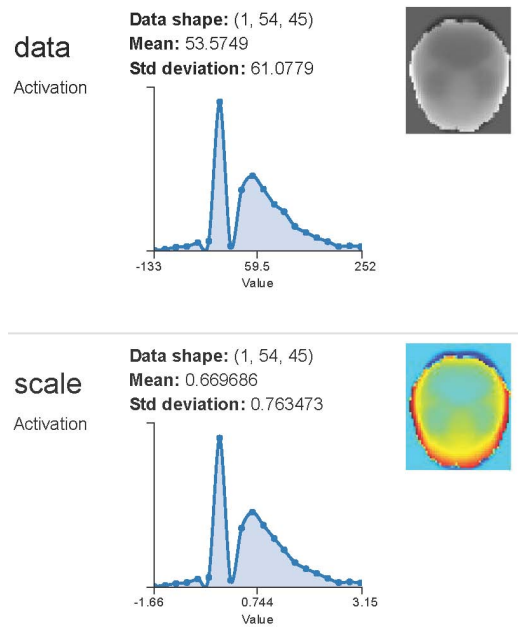 data
Activation
Data shape: (1, 54, 45)
Mean: 53.5749
Std deviation: 61.0779
-133 59.5 252
Value
scale
Activation
Data shape: (1, 54, 45)
Mean: 0.669686
Std deviation: 0.763473
-1.66 0.744 3.15
Value